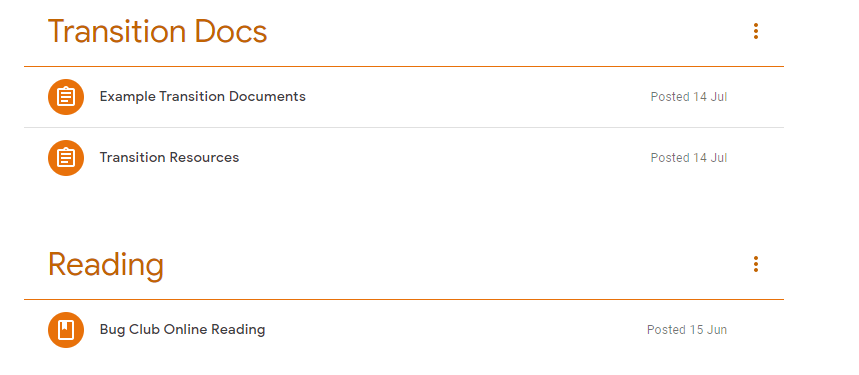 Transition Docs
Example Transition Documents Posted 14 Jul
Transition Resources Posted 14 Jul
Reading
Bug Club Online Reading Posted 15 Jun